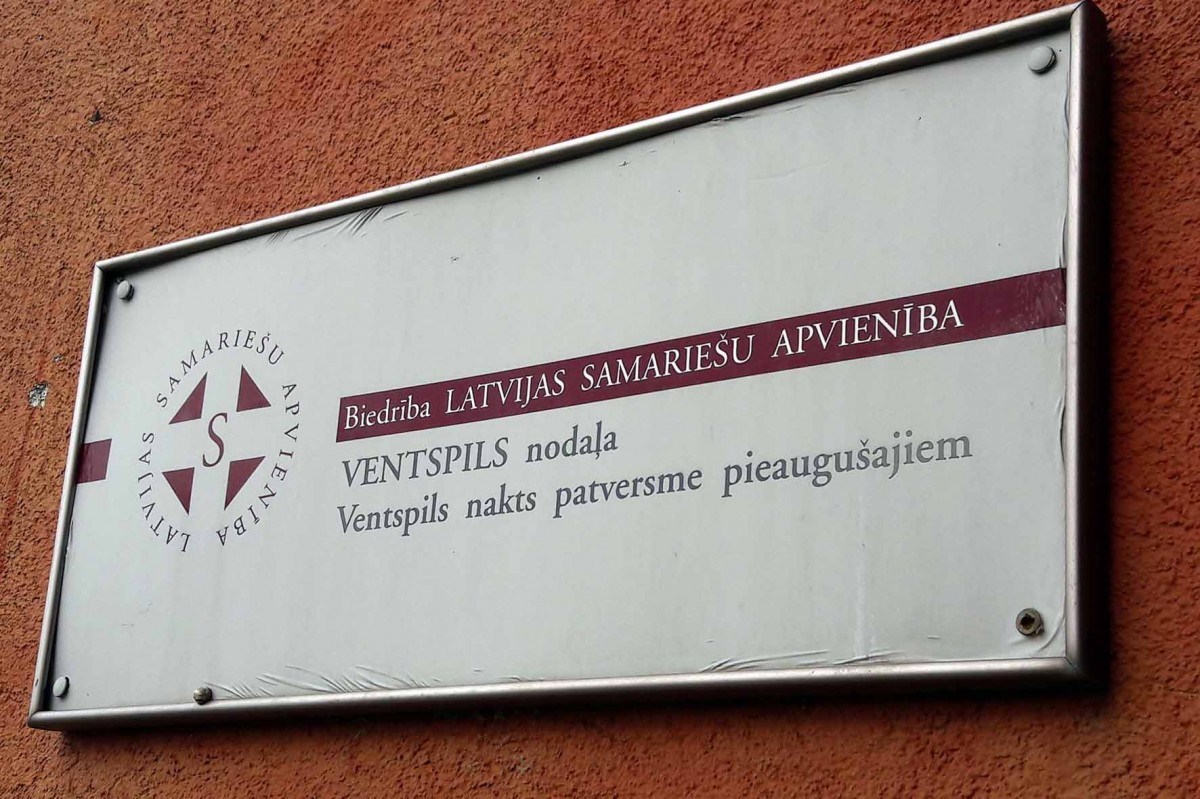 LATVIJAS SAMARIEŠU APVIENĪBA
S
Biedrība LATVIJAS SAMARIEŠU APVIENĪBA
VENTSPILS nodaļa
Ventspils nakts patversme pieaugušajiem